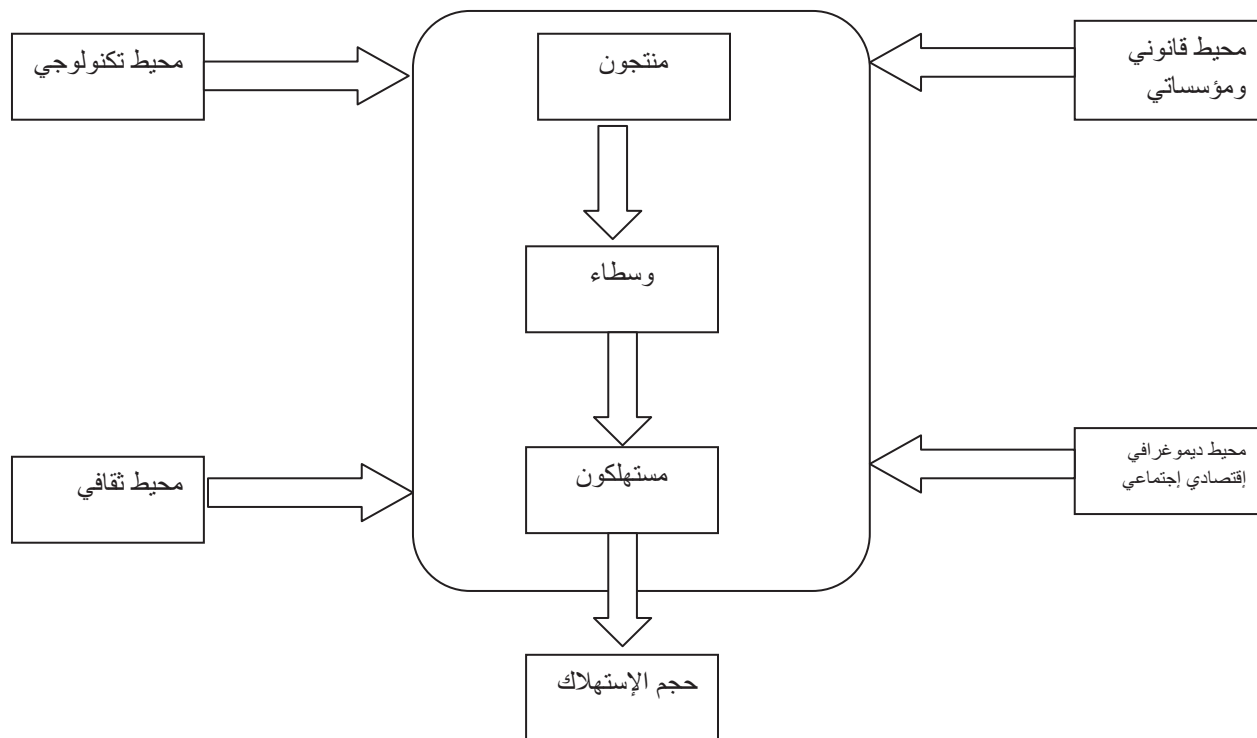 محيط قانوني
ومؤسساتي
منتجون
محيط تكنولوجي
وسطاء
محيط ديموغرافي
إقتصادي إجتماعي
مستهلكون
محيط ثقافي
حجم الإستهلاك